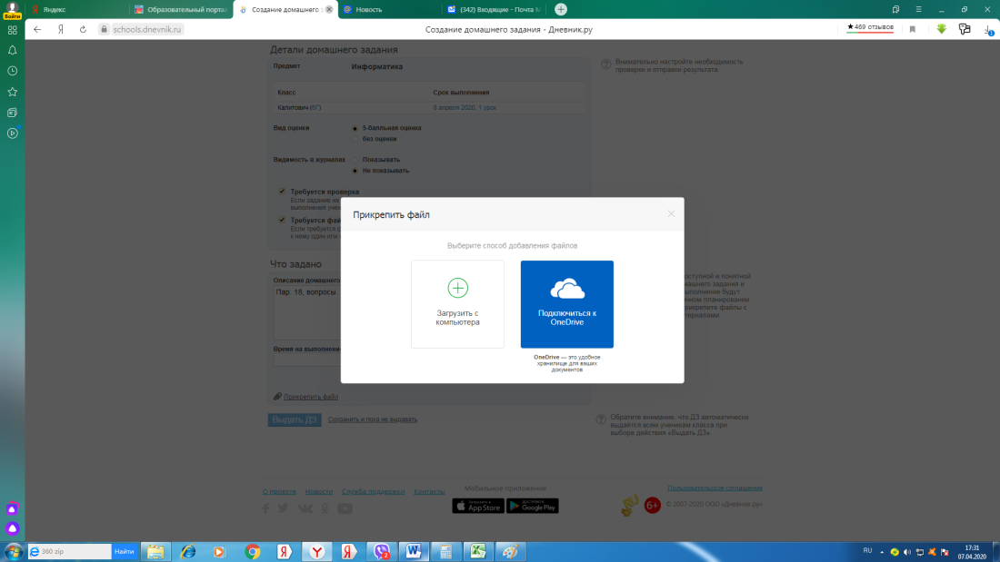 Войти
Яндекс
Образовательный портал
Создание домашнего з
Новость
(342) Входящие - Почта М
schools.dnevnik.ru
Создание домашнего задания - Дневник.ру
★469 отзывов
1
Детали домашнего задания
Предмет
Информатика
Внимательно настройте необходимость
проверки и отправки результата.
Класс
Срок выполнения
(6Г)
8 апреля 2020, 1 урок
Вид оценки
5-балльная оценка
без оценки
Видимость в журналах
Показывать
Не показывать
Требуется проверка
Если задание не
выполнения учен
Требуется фай
Если требуется ф
к нему один или
Прикрепить файл
Выберите способ добавления файлов
Загрузить с
компьютера
Подключиться к
OneDrive
OneDrive — это удобное
хранилище для ваших
документов
Что задано
Описание домашнего
Пар. 18, вопросы.
доступной и понятной
машнего задания и
выполнение будут
нном планировании
рикрепите файлы с
териалами.
Время на выполнение
Прикрепить файл
Выдать ДЗ
Сохранить и пока не выдавать
Обратите внимание, что ДЗ автоматически
выдаётся всем ученикам класса при
выборе действия «Выдать ДЗ».
О проекте
Новости
Служба поддержки
Контакты
Мобильное приложение
Загрузите в
App Store
ДОСТУПНО В
Google Play
Пользовательское соглашение
6+
© 2007-2020 ООО «Дневник.ру»
360 zip
Найти
2
RU
17:31
07.04.2020